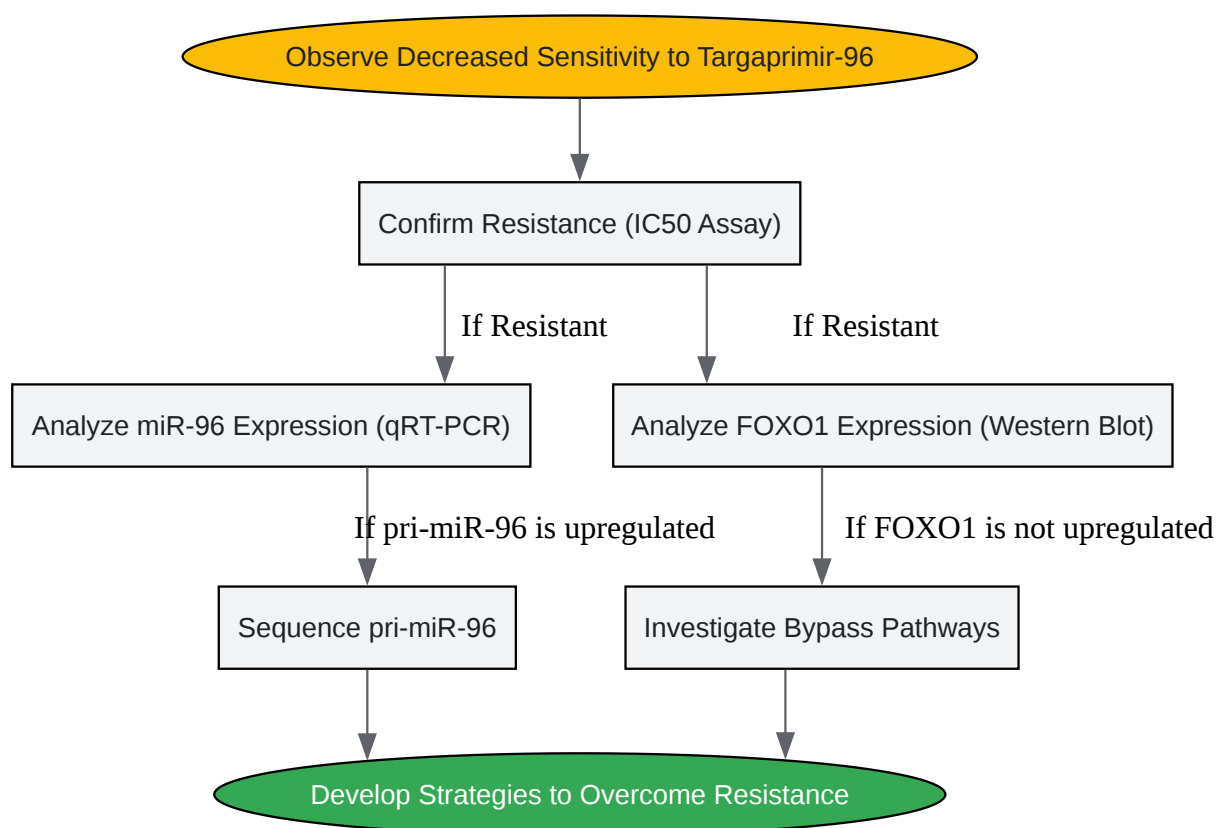 Observe Decreased Sensitivity to Targaprimir-96
Confirm Resistance (IC50 Assay)
If Resistant
If Resistant
Analyze miR-96 Expression (qRT-PCR)
Analyze FOXO1 Expression (Western Blot)
If pri-miR-96 is upregulated
If FOXO1 is not upregulated
Sequence pri-miR-96
Investigate Bypass Pathways
Develop Strategies to Overcome Resistance